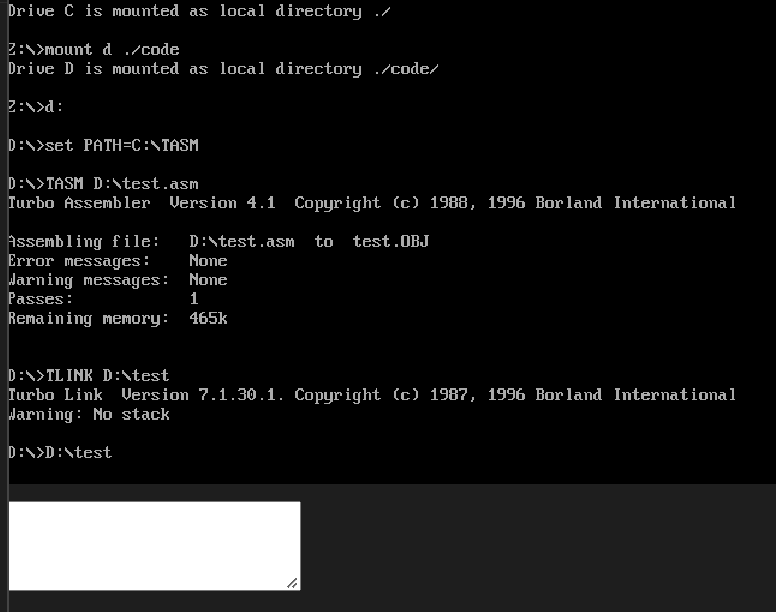 Drive C is mounted as local directory ./
Z:\>mount d ./code
Drive D is mounted as local directory ./code/
Z:\>d:
D:\>set PATH=C:\TASM
D:\>TASM D:\test.asm
Turbo Assembler  Version 4.1  Copyright (c) 1988, 1996 Borland International
Assembling file:   D:\test.asm  to  test.OBJ
Error messages:    None
Warning messages:  None
Passes:            1
Remaining memory:  465k
D:\>TLINK D:\test
Turbo Link  Version 7.1.30.1. Copyright (c) 1987, 1996 Borland International
Warning: No stack
D:\>D:\test